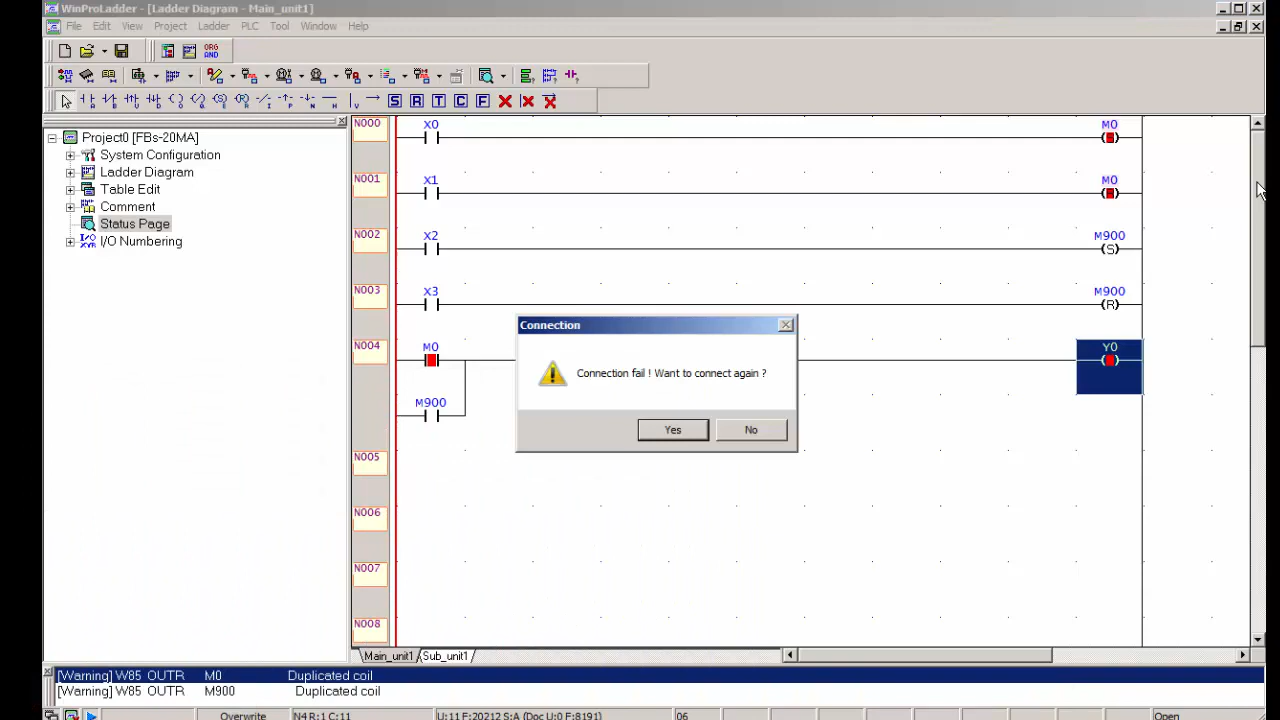 WinProLadder - [Ladder Diagram - Main_unit1]
File Edit View Project Ladder PLC Tool Window Help
ORG
AND
S R T C F
Project0 [FBs-20MA]
System Configuration
Ladder Diagram
Table Edit
Comment
Status Page
I/O Numbering
N000 X0 M0
N001 X1 M0
N002 X2 M900
(S)
N003 X3 M900
(R)
N004 M0 Y0
M900
N005
N006
N007
N008
Connection
Connection fail ! Want to connect again ?
Yes No
Main_unit1 Sub_unit1
[Warning] W85 OUTR M0 Duplicated coil
[Warning] W85 OUTR M900 Duplicated coil
Overwrite N4 R:1 C:11 U:11 F:20212 S:A (Doc U:0 F:8191) 06 Open